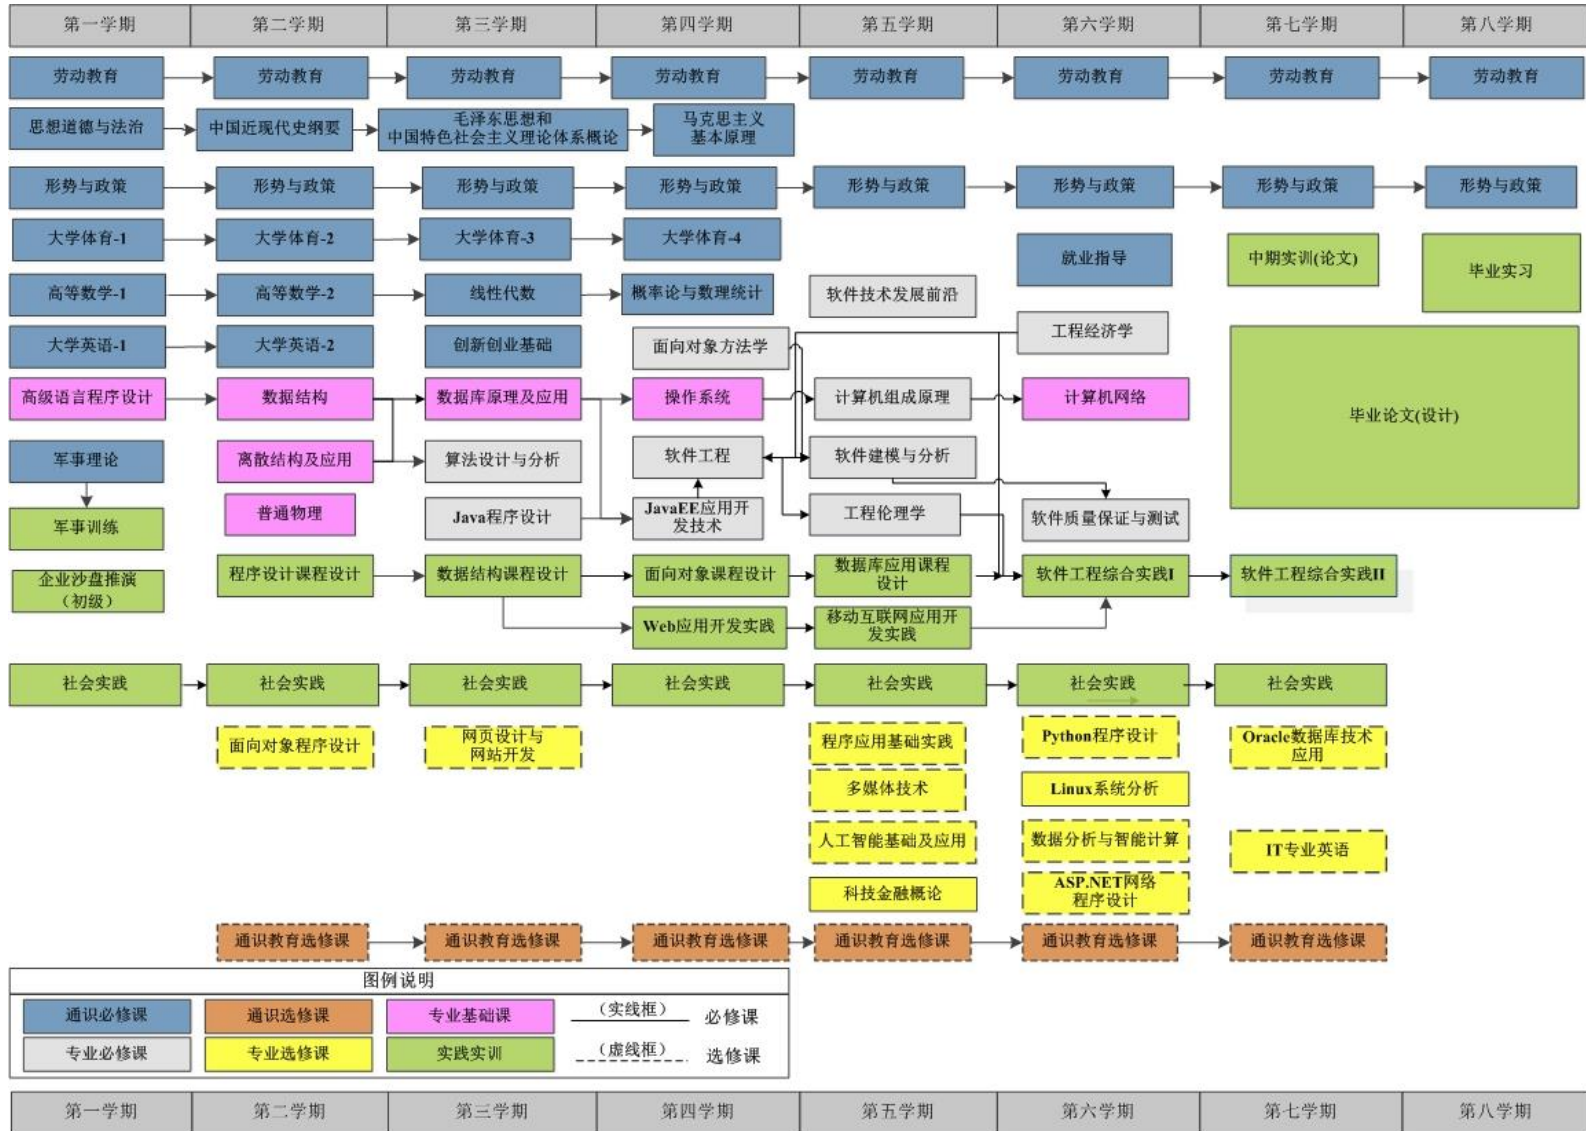 第一学期 第二学期 第三学期 第四学期 第五学期 第六学期 第七学期 第八学期
劳动教育 劳动教育 劳动教育 劳动教育 劳动教育 劳动教育 劳动教育 劳动教育
思想道德与法治 中国近现代史纲要 毛泽东思想和 马克思主义
中国特色社会主义理论体系概论 基本原理
形势与政策 形势与政策 形势与政策 形势与政策 形势与政策 形势与政策 形势与政策 形势与政策
大学体育-1 大学体育-2 大学体育-3 大学体育-4
就业指导 中期实训(论文) 毕业实习
高等数学-1 高等数学-2 线性代数 概率论与数理统计 软件技术发展前沿
大学英语-1 大学英语-2 创新创业基础 面向对象方法学 工程经济学
高级语言程序设计 数据结构 数据库原理及应用 操作系统 计算机组成原理 计算机网络
毕业论文(设计)
军事理论 离散结构及应用 算法设计与分析 软件工程 软件建模与分析
军事训练 普通物理 Java程序设计 JavaEE应用开 工程伦理学 软件质量保证与测试
发技术
企业沙盘推演 程序设计课程设计 数据结构课程设计 面向对象课程设计 数据库应用课程 软件工程综合实践I 软件工程综合实践II
（初级） 设计
Web应用开发实践 移动互联网应用开
发实践
社会实践 社会实践 社会实践 社会实践 社会实践 社会实践 社会实践
面向对象程序设计 网页设计与 程序应用基础实践 Python程序设计 Oracle数据库技术
网站开发 应用
多媒体技术 Linux系统分析
人工智能基础及应用 数据分析与智能计算 IT专业英语
科技金融概论 ASP.NET网络
程序设计
通识教育选修课 通识教育选修课 通识教育选修课 通识教育选修课 通识教育选修课 通识教育选修课
图例说明
通识必修课 通识选修课 专业基础课 （实线框） 必修课
专业必修课 专业选修课 实践实训 （虚线框） 选修课
第一学期 第二学期 第三学期 第四学期 第五学期 第六学期 第七学期 第八学期